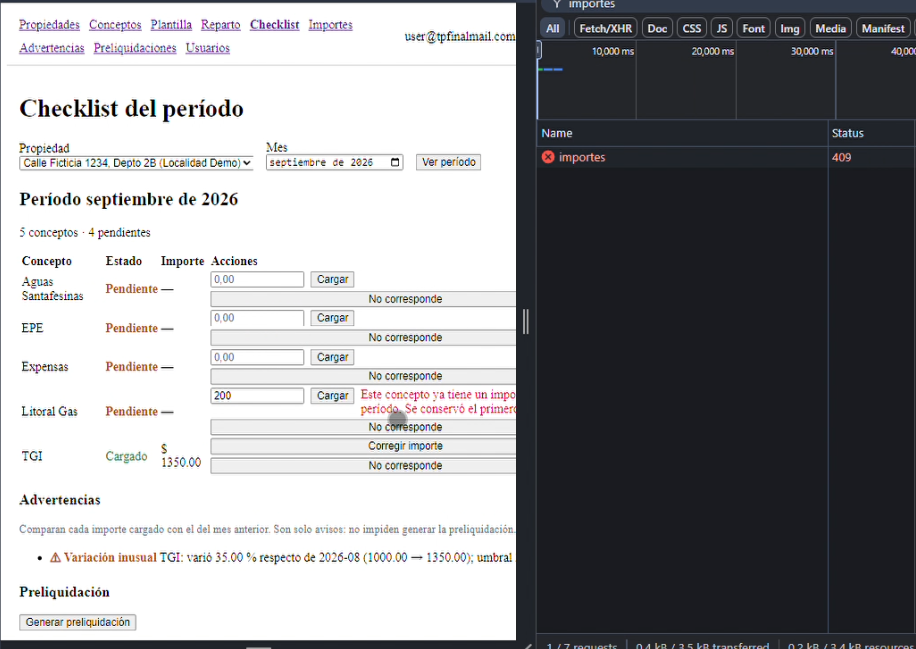 Propiedades Conceptos Plantilla Reparto Checklist Importes
Advertencias Preliquidaciones Usuarios
user@tpfinalmail.com
Checklist del período
Propiedad
Calle Ficticia 1234, Depto 2B (Localidad Demo)
Mes
septiembre de 2026
Ver período
Período septiembre de 2026
5 conceptos · 4 pendientes
Concepto Estado Importe Acciones
Aguas
Santafesinas
Pendiente —
0,00 Cargar
No corresponde
EPE Pendiente —
0,00 Cargar
No corresponde
Expensas Pendiente —
0,00 Cargar
No corresponde
Litoral Gas Pendiente —
200 Cargar
Este concepto ya tiene un impo
período. Se conservó el primero
No corresponde
TGI Cargado
$
1350.00
Corregir importe
No corresponde
Advertencias
Comparan cada importe cargado con el del mes anterior. Son solo avisos: no impiden generar la preliquidación.
⚠ Variación inusual TGI: varió 35.00 % respecto de 2026-08 (1000.00 → 1350.00); umbral
Preliquidación
Generar preliquidación
importes
All Fetch/XHR Doc CSS JS Font Img Media Manifest
10,000 ms 20,000 ms 30,000 ms 40,00
Name Status
importes 409
1 / 7 requests 0.4 kB / 3.5 kB transferred 0.2 kB / 3.4 kB resources